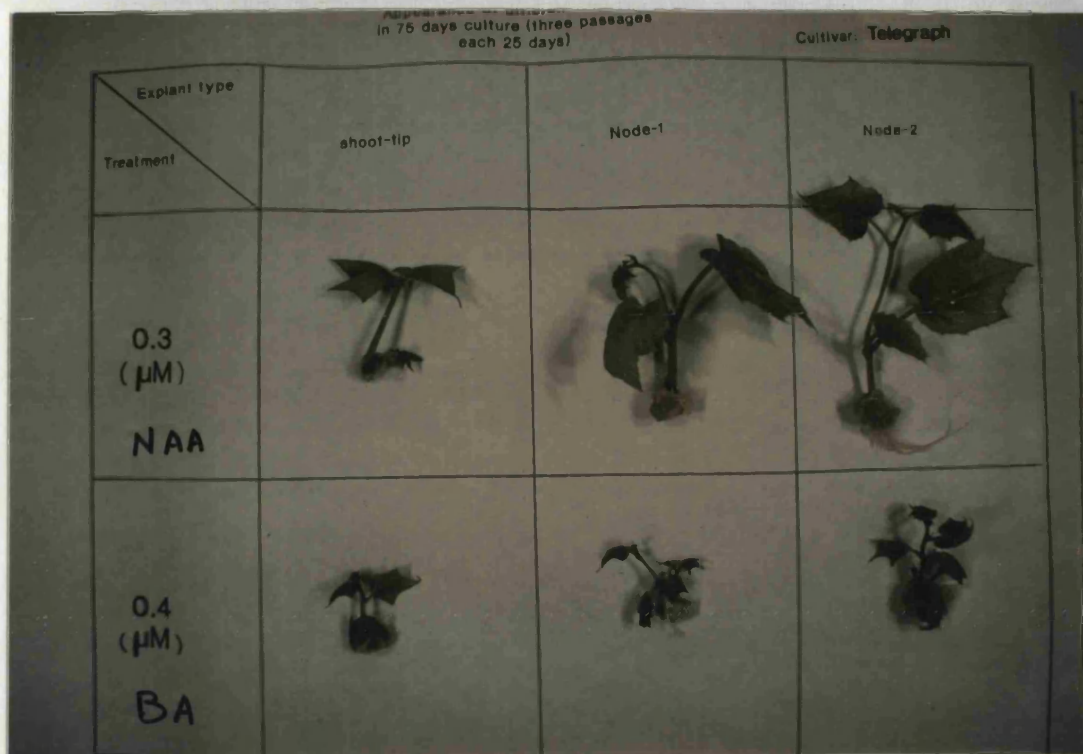 in 75 days culture (three passages
each 25 days)
Cultivar: Telegraph
Explant type
Treatment
shoot-tip
Node-1
Node-2
0.3
(µM)
NAA
0.4
(µM)
BA